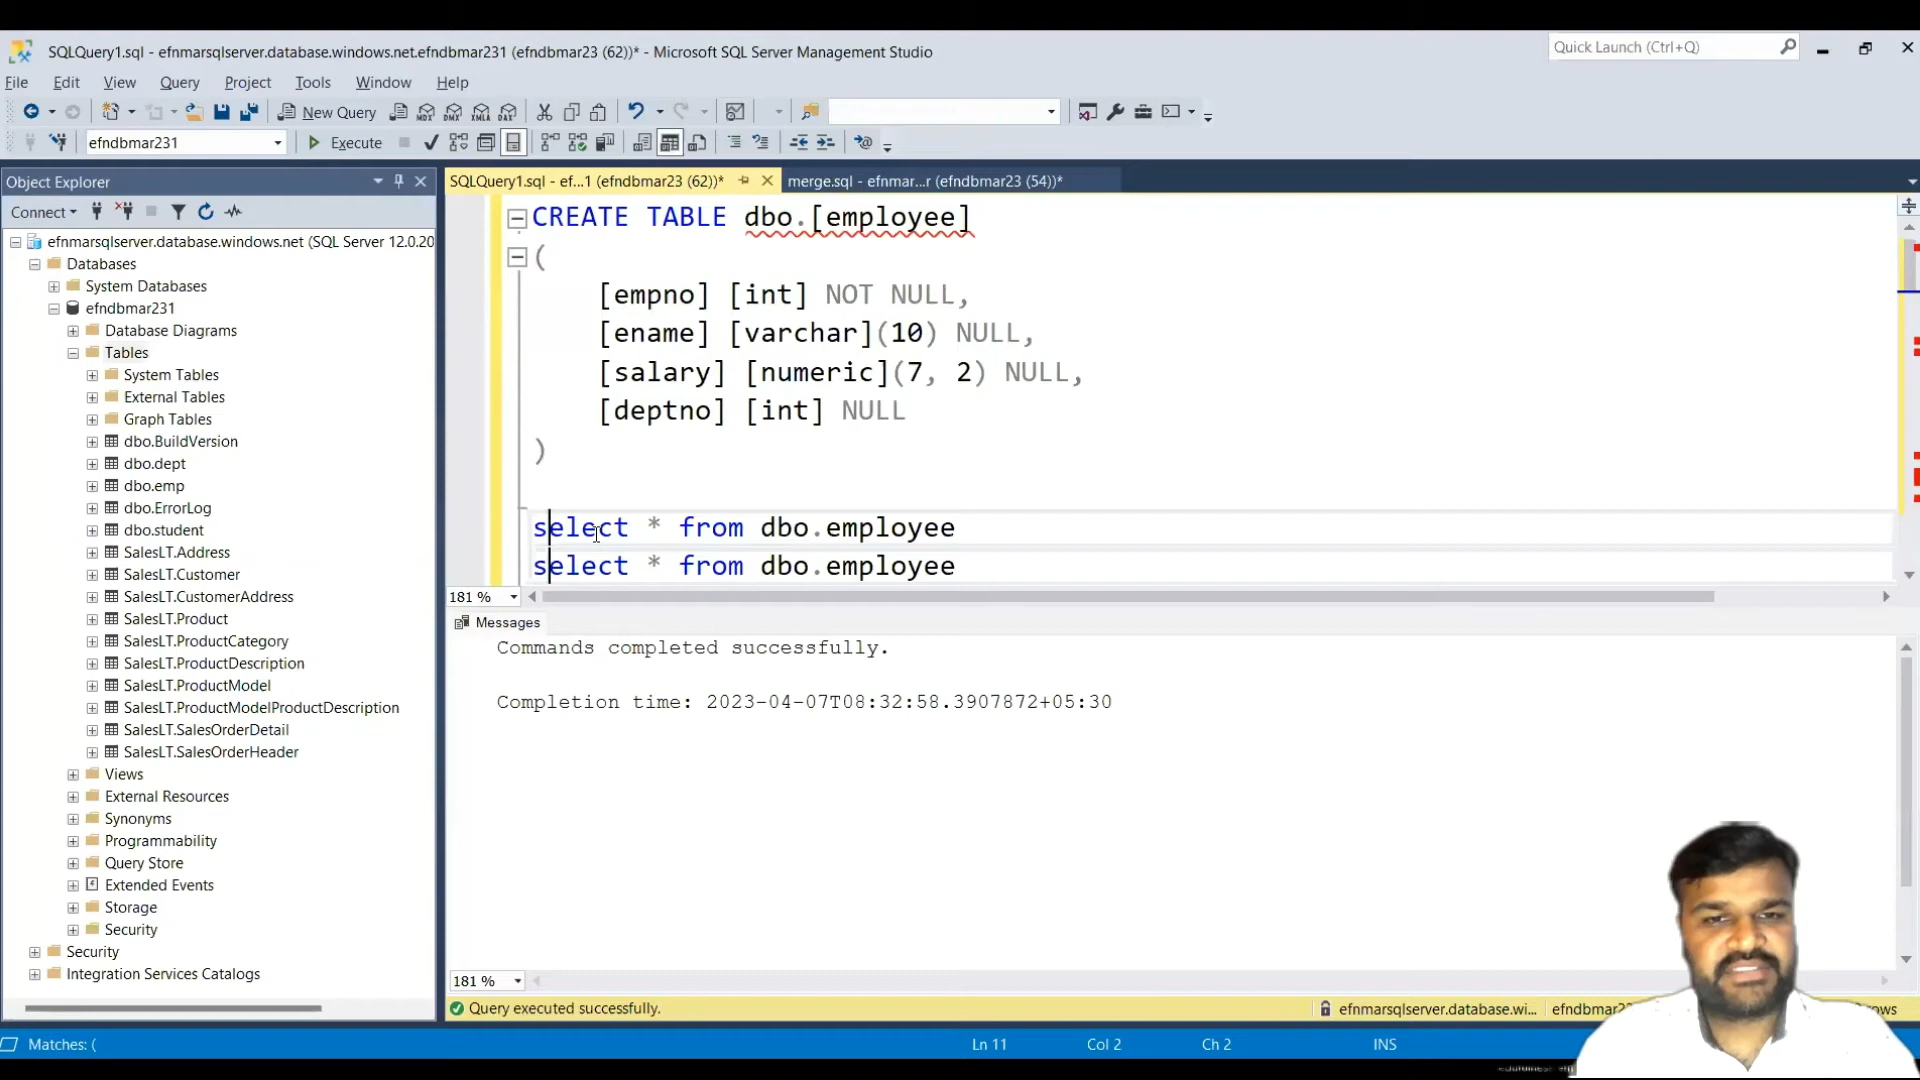 SQLQuery1.sql - efnmarsqlserver.database.windows.net.efndbmar231 (efndbmar23 (62))* - Microsoft SQL Server Management Studio
Quick Launch (Ctrl+Q)
File Edit View Query Project Tools Window Help
New Query
MDX DMX XMLA DAX
efndbmar231
Execute
Object Explorer
SQLQuery1.sql - ef...1 (efndbmar23 (62))*
merge.sql - efnmar...r (efndbmar23 (54))*
Connect
efnmarsqlserver.database.windows.net (SQL Server 12.0.20
Databases
System Databases
efndbmar231
Database Diagrams
Tables
System Tables
External Tables
Graph Tables
dbo.BuildVersion
dbo.dept
dbo.emp
dbo.ErrorLog
dbo.student
SalesLT.Address
SalesLT.Customer
SalesLT.CustomerAddress
SalesLT.Product
SalesLT.ProductCategory
SalesLT.ProductDescription
SalesLT.ProductModel
SalesLT.ProductModelProductDescription
SalesLT.SalesOrderDetail
SalesLT.SalesOrderHeader
Views
External Resources
Synonyms
Programmability
Query Store
Extended Events
Storage
Security
Security
Integration Services Catalogs
CREATE TABLE dbo.[employee]
(
[empno] [int] NOT NULL,
[ename] [varchar](10) NULL,
[salary] [numeric](7, 2) NULL,
[deptno] [int] NULL
)
select * from dbo.employee
select * from dbo.employee
181 %
Messages
Commands completed successfully.
Completion time: 2023-04-07T08:32:58.3907872+05:30
181 %
Query executed successfully.
efnmarsqlserver.database.wi...
rows
Matches: (
Ln 11
Col 2
Ch 2
INS